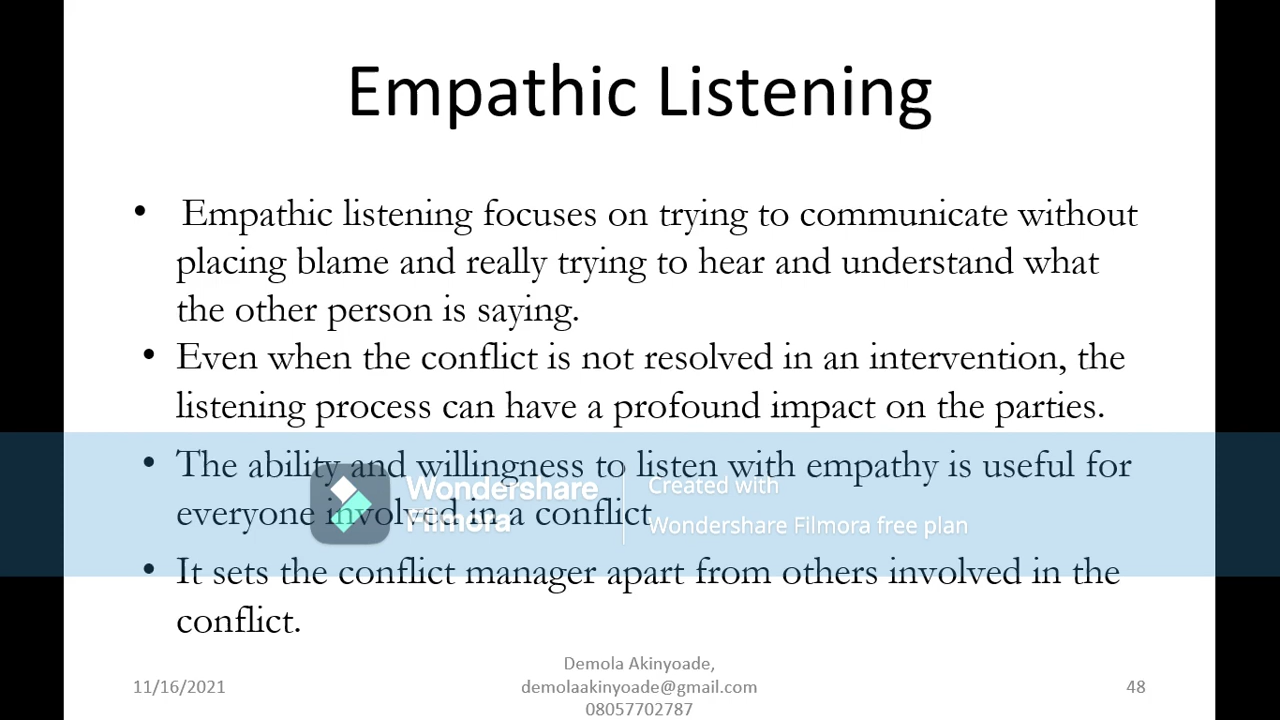 Empathic Listening
• Empathic listening focuses on trying to communicate without
placing blame and really trying to hear and understand what
the other person is saying.
• Even when the conflict is not resolved in an intervention, the
listening process can have a profound impact on the parties.
• The ability and willingness to listen with empathy is useful for
everyone involved in a conflict
Wondershare
Filmora
Created with
Wondershare Filmora free plan
• It sets the conflict manager apart from others involved in the
conflict.
11/16/2021
Demola Akinyoade,
demolaakinyoade@gmail.com
08057702787
48